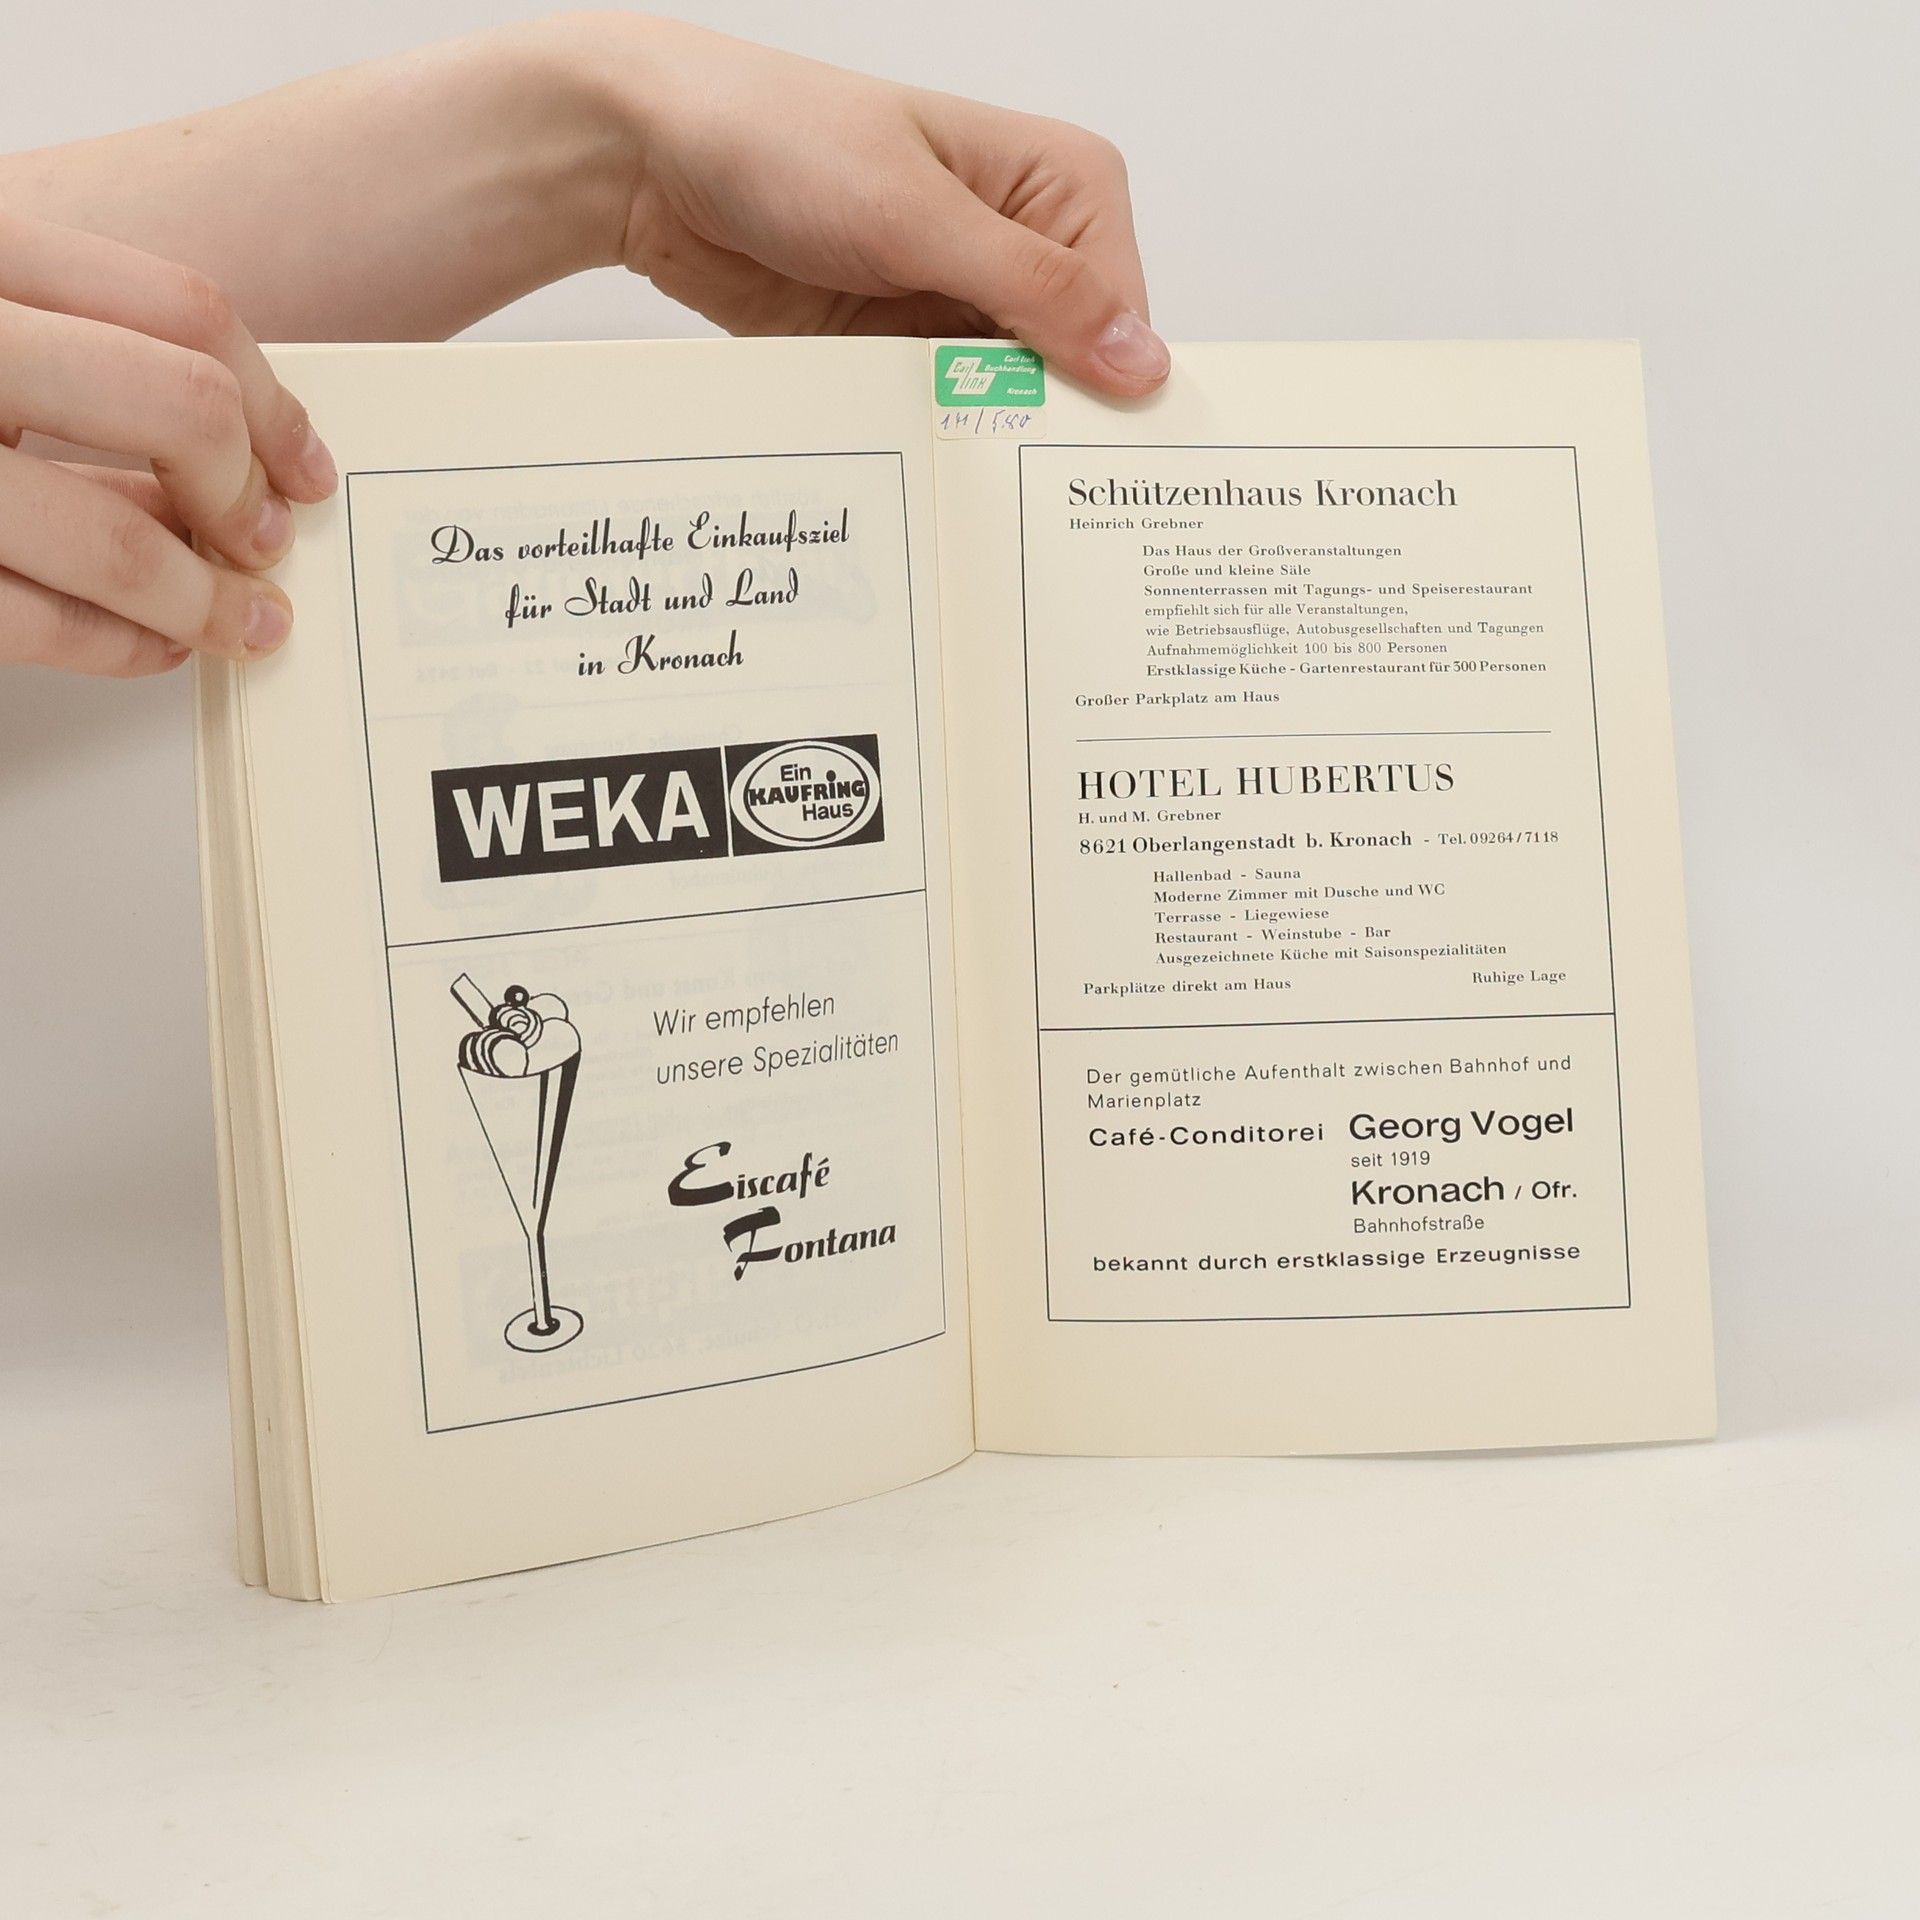 Das vorteilhafte Einkaufsziel
für Stadt und Land
in Kronach
WEKA
Ein
KAUFRING
Haus
Wir empfehlen
unsere Spezialitäten
Eiscafé
Fontana
Carl
link
Carl Link
Buchhandlung
Kronach
Schützenhaus Kronach
Heinrich Grebner
Das Haus der Großveranstaltungen
Große und kleine Säle
Sonnenterrassen mit Tagungs- und Speiserestaurant
empfiehlt sich für alle Veranstaltungen,
wie Betriebsausflüge, Autobusgesellschaften und Tagungen
Aufnahmemöglichkeit 100 bis 800 Personen
Erstklassige Küche - Gartenrestaurant für 300 Personen
Großer Parkplatz am Haus
HOTEL HUBERTUS
H. und M. Grebner
8621 Oberlangenstadt b. Kronach - Tel. 09264/7118
Hallenbad - Sauna
Moderne Zimmer mit Dusche und WC
Terrasse - Liegewiese
Restaurant - Weinstube - Bar
Ausgezeichnete Küche mit Saisonspezialitäten
Parkplätze direkt am Haus Ruhige Lage
Der gemütliche Aufenthalt zwischen Bahnhof und
Marienplatz
Café-Conditorei Georg Vogel
seit 1919
Kronach / Ofr.
Bahnhofstraße
bekannt durch erstklassige Erzeugnisse